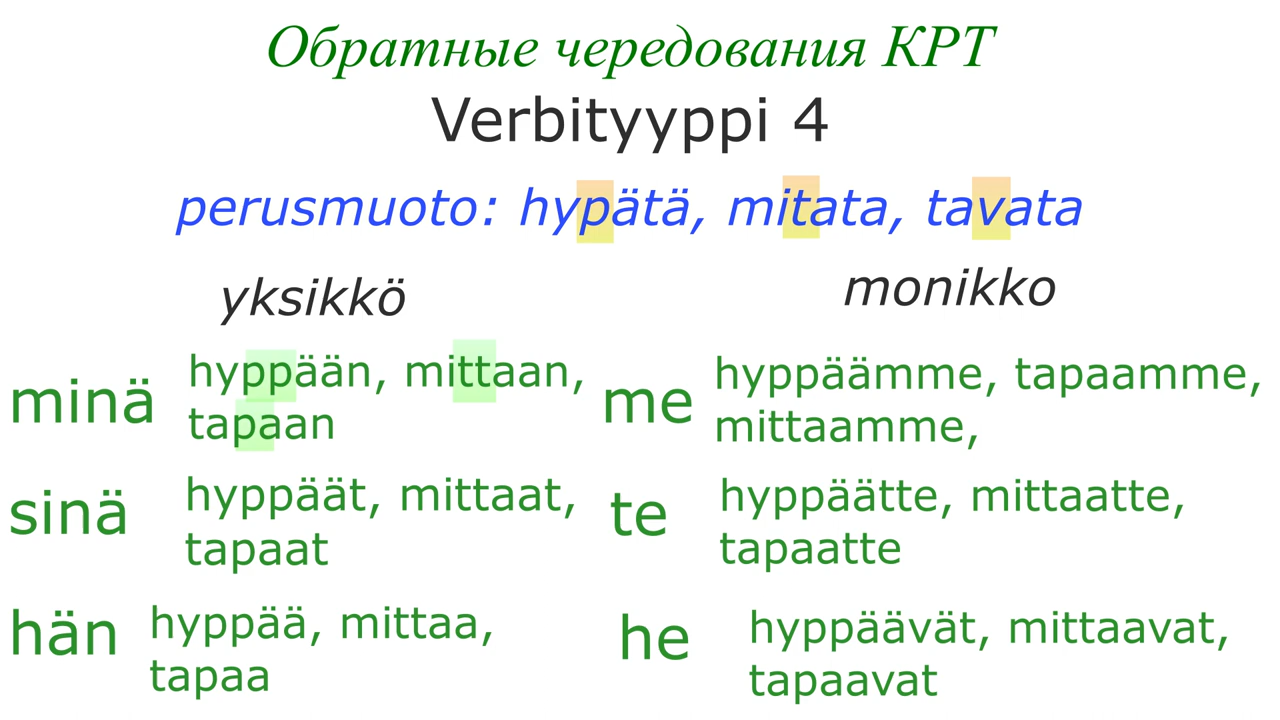 Обратные чередования КРТ
Verbityyppi 4
perusmuoto: hypätä, mitata, tavata
yksikkö
monikko
minä
hyppään, mittaan,
tapaan
me
hyppäämme, tapaamme,
mittaamme,
sinä
hyppäät, mittaat,
tapaat
te
hyppäätte, mittaatte,
tapaatte
hän
hyppää, mittaa,
tapaa
he
hyppäävät, mittaavat,
tapaavat